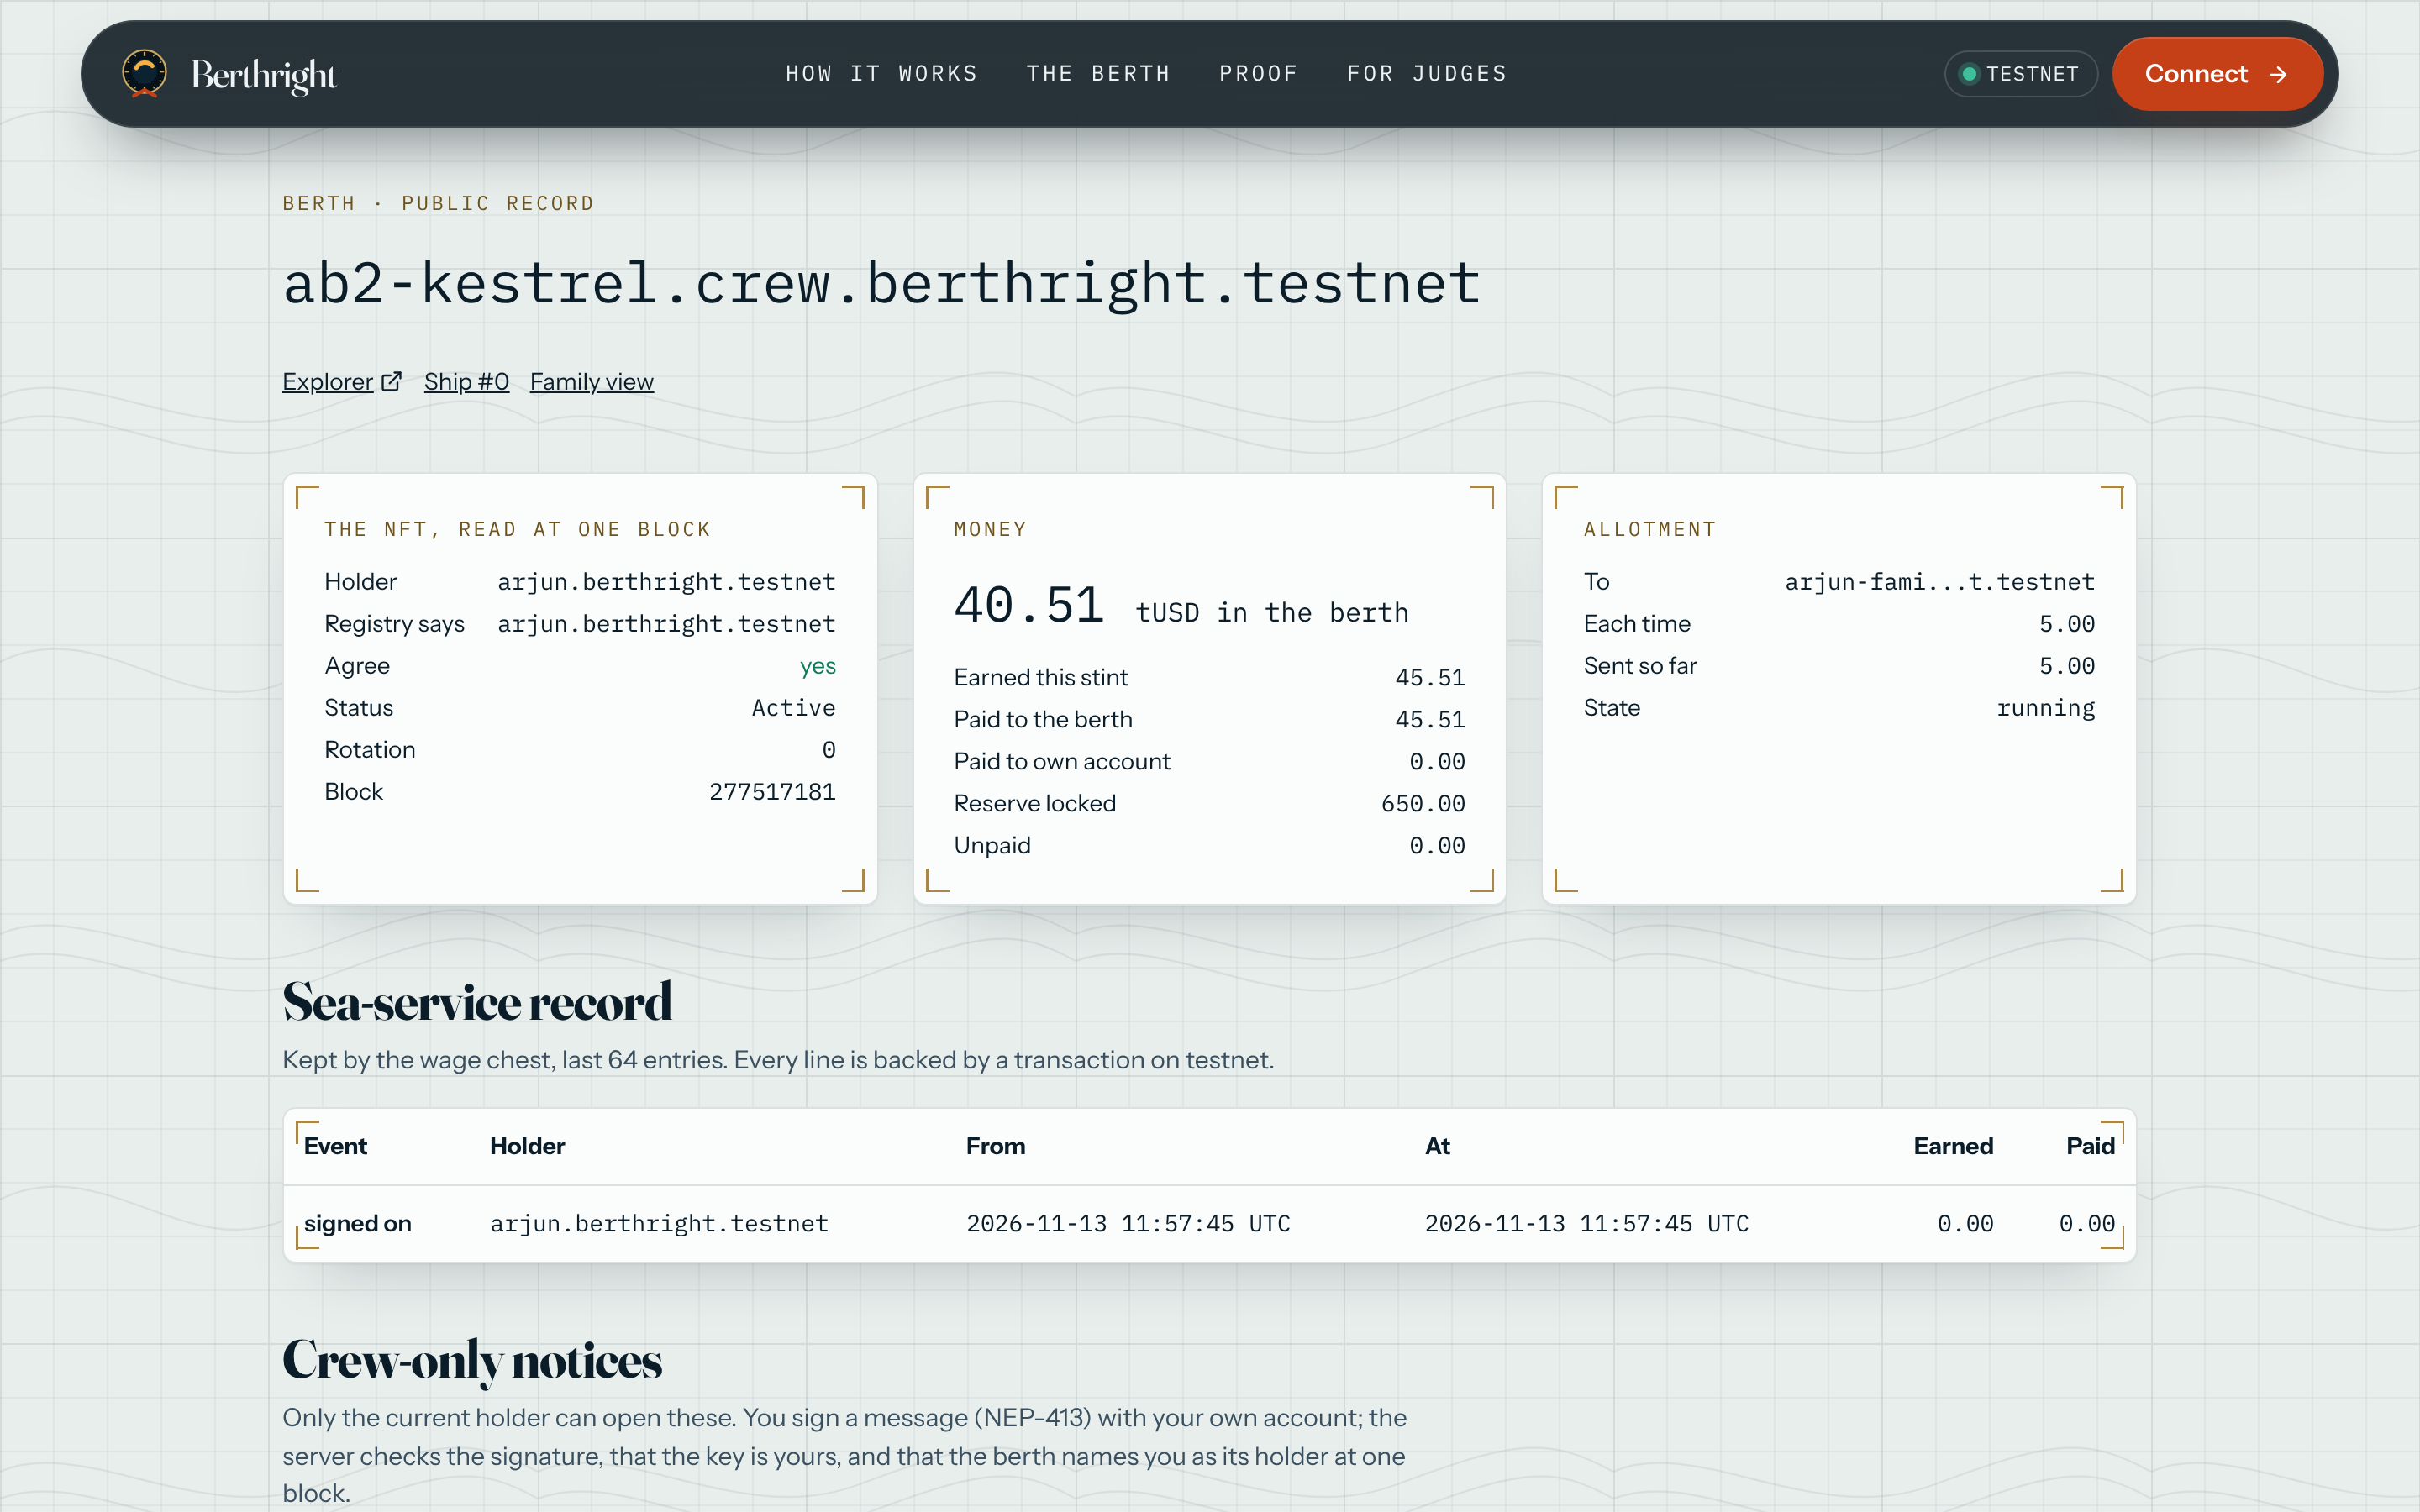 Berthright
HOW IT WORKS
THE BERTH
PROOF
FOR JUDGES
TESTNET
Connect →
BERTH · PUBLIC RECORD
ab2-kestrel.crew.berthright.testnet
Explorer Ship #0 Family view
THE NFT, READ AT ONE BLOCK
Holder arjun.berthright.testnet
Registry says arjun.berthright.testnet
Agree yes
Status Active
Rotation 0
Block 277517181
MONEY
40.51 tUSD in the berth
Earned this stint 45.51
Paid to the berth 45.51
Paid to own account 0.00
Reserve locked 650.00
Unpaid 0.00
ALLOTMENT
To arjun-fami...t.testnet
Each time 5.00
Sent so far 5.00
State running
Sea-service record
Kept by the wage chest, last 64 entries. Every line is backed by a transaction on testnet.
Event Holder From At Earned Paid
signed on arjun.berthright.testnet 2026-11-13 11:57:45 UTC 2026-11-13 11:57:45 UTC 0.00 0.00
Crew-only notices
Only the current holder can open these. You sign a message (NEP-413) with your own account; the
server checks the signature, that the key is yours, and that the berth names you as its holder at one
block.